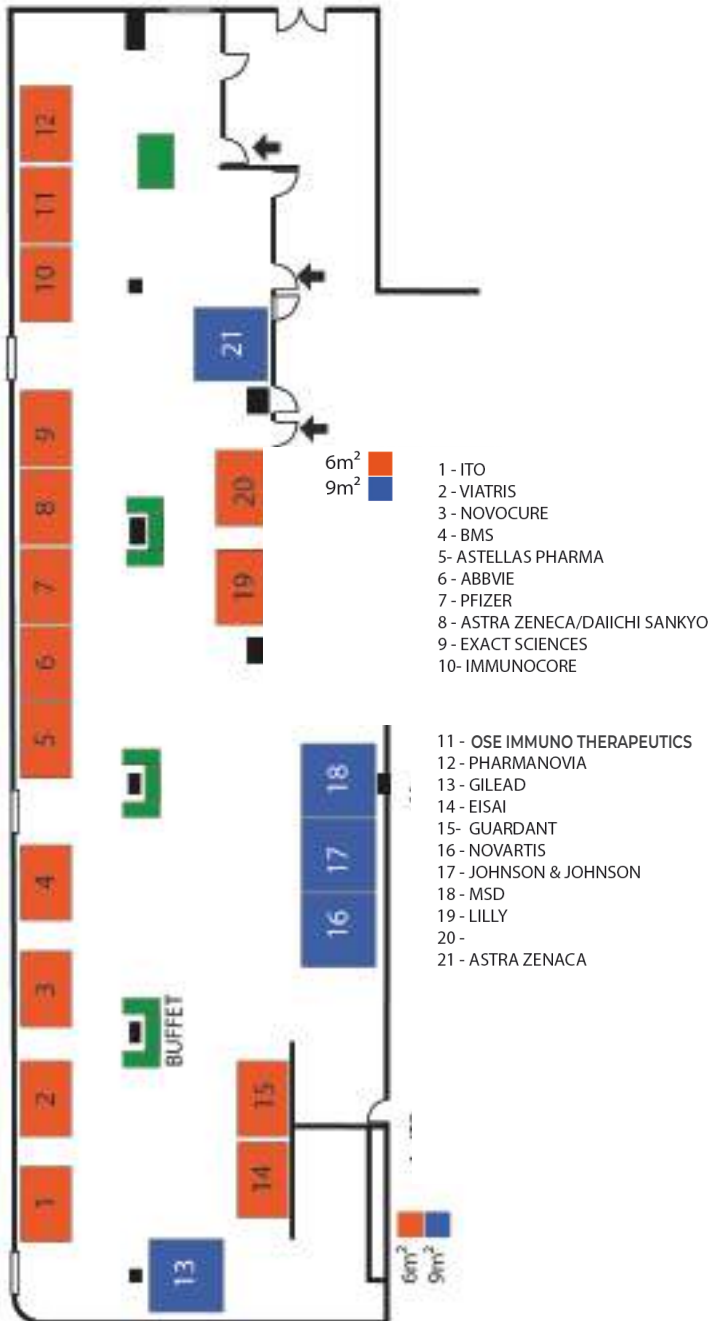 12
11
10
21
9
8
7
6
5
20
19
6m²
9m²
1 - ITO
2 - VIATRIS
3 - NOVOCURE
4 - BMS
5- ASTELLAS PHARMA
6 - ABBVIE
7 - PFIZER
8 - ASTRA ZENECA/DAIICHI SANKYO
9 - EXACT SCIENCES
10- IMMUNOCORE
11 - OSE IMMUNO THERAPEUTICS
12 - PHARMANOVIA
13 - GILEAD
14 - EISAI
15- GUARDANT
16 - NOVARTIS
17 - JOHNSON & JOHNSON
18 - MSD
19 - LILLY
20 -
21 - ASTRA ZENACA
18
17
16
4
3
2
1
BUFFET
15
14
13
6m²
9m²